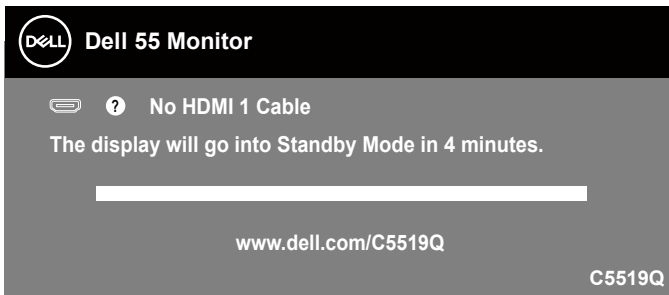 DELL Dell 55 Monitor
? No HDMI 1 Cable
The display will go into Standby Mode in 4 minutes.
www.dell.com/C5519Q
C5519Q